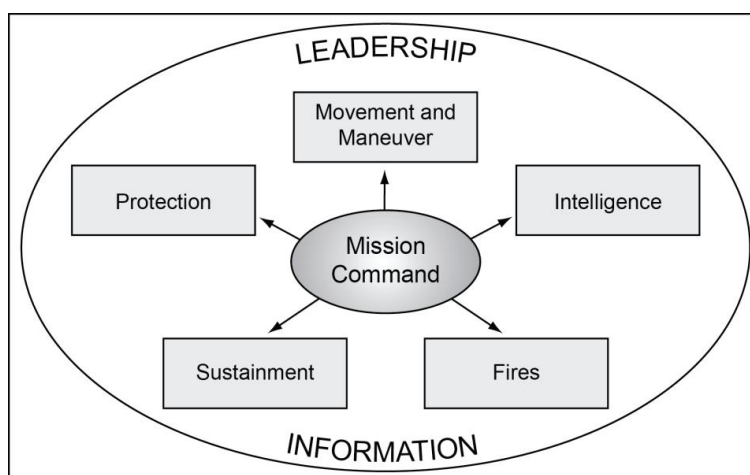 LEADERSHIP
Movement and
Maneuver
Protection
Intelligence
Mission
Command
Sustainment
Fires
INFORMATION